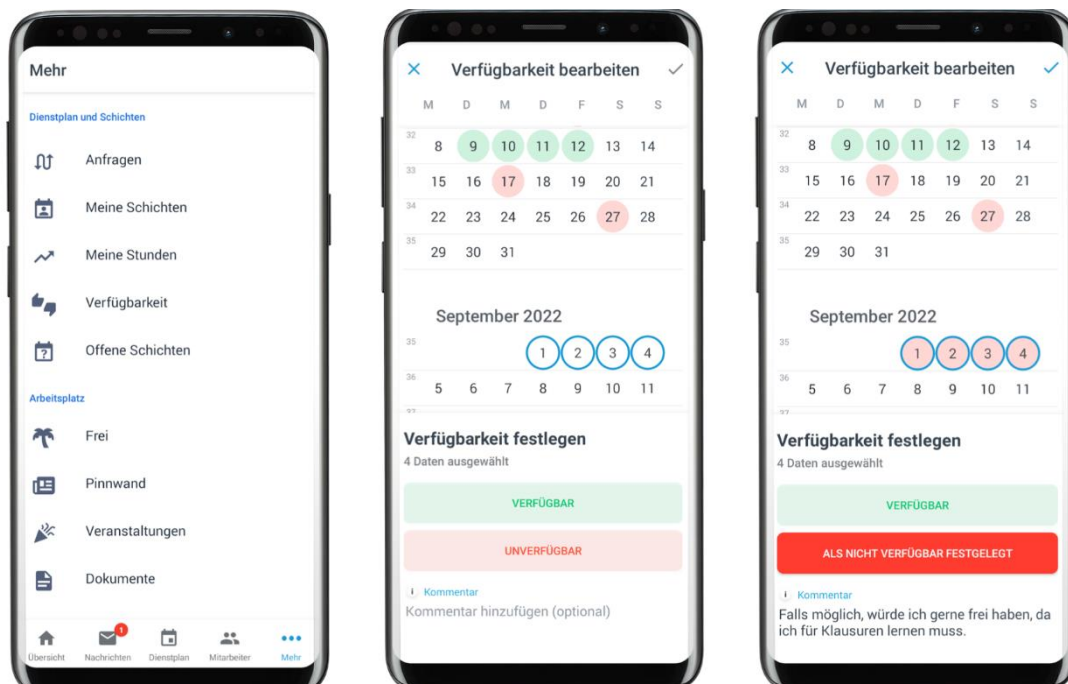 Mehr
Dienstplan und Schichten
Anfragen
Meine Schichten
Meine Stunden
Verfügbarkeit
Offene Schichten
?
Arbeitsplatz
Frei
Pinnwand
Veranstaltungen
Dokumente
1
Übersicht Nachrichten Dienstplan Mitarbeiter Mehr
Verfügbarkeit bearbeiten
M D M D F S S
32 8 9 10 11 12 13 14
33 15 16 17 18 19 20 21
34 22 23 24 25 26 27 28
35 29 30 31
September 2022
35 1 2 3 4
36 5 6 7 8 9 10 11
37
Verfügbarkeit festlegen
4 Daten ausgewählt
VERFÜGBAR
UNVERFÜGBAR
i Kommentar
Kommentar hinzufügen (optional)
Verfügbarkeit bearbeiten
M D M D F S S
32 8 9 10 11 12 13 14
33 15 16 17 18 19 20 21
34 22 23 24 25 26 27 28
35 29 30 31
September 2022
35 1 2 3 4
36 5 6 7 8 9 10 11
37
Verfügbarkeit festlegen
4 Daten ausgewählt
VERFÜGBAR
ALS NICHT VERFÜGBAR FESTGELEGT
i Kommentar
Falls möglich, würde ich gerne frei haben, da
ich für Klausuren lernen muss.